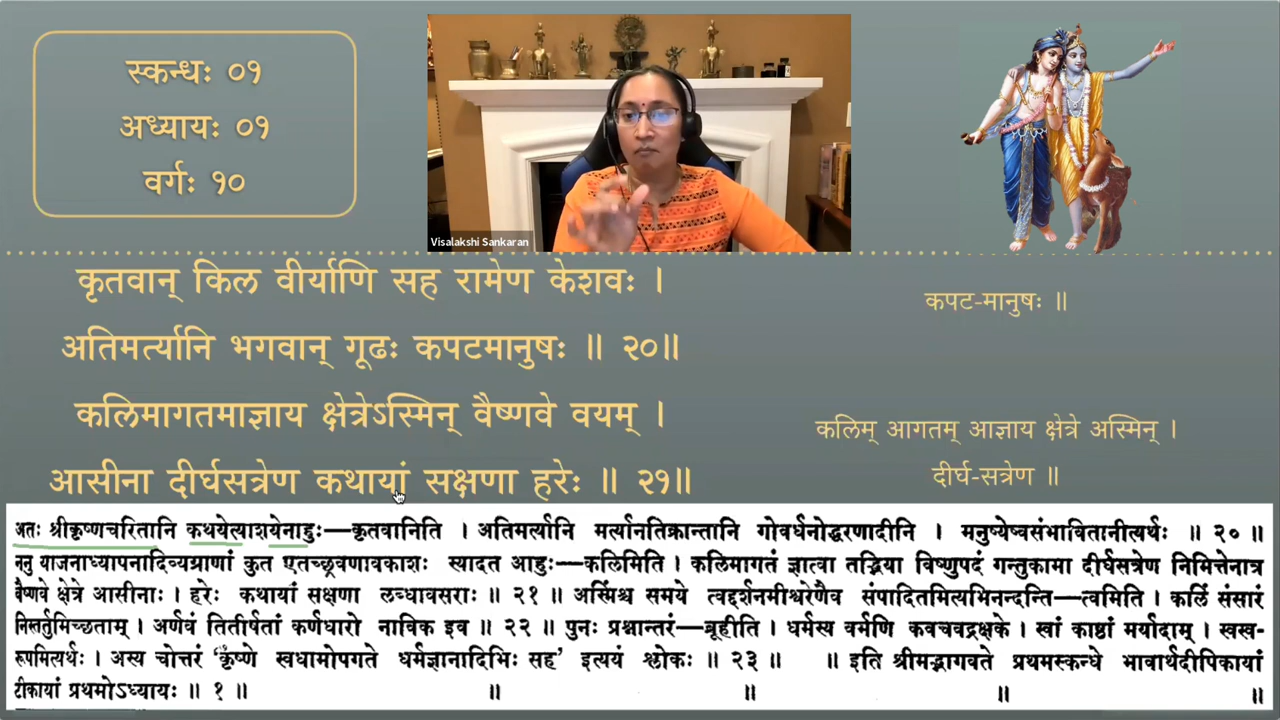 स्कन्धः ०१
अध्यायः ०१
वर्गः १०
Visalakshi Sankaran
कृतवान् किल वीर्याणि सह रामेण केशवः ।
अतिमर्त्यानि भगवान् गूढः कपटमानुषः ॥ २०॥
कलिमागतमाज्ञाय क्षेत्रेऽस्मिन् वैष्णवे वयम् ।
आसीना दीर्घसत्रेण कथायां सक्षणा हरेः ॥ २१॥
कपट-मानुषः ॥
कलिम् आगतम् आज्ञाय क्षेत्रे अस्मिन् ।
दीर्घ-सत्रेण ॥
अतः श्रीकृष्णचरितानि कथयेत्याशयेनाहुः—कृतवानिति । अतिमर्त्यानि मर्त्यानतिक्रान्तानि गोवर्धनोद्धरणादीनि । मनुष्येष्वसंभावितानीत्यर्थः ॥ २० ॥
ननु याजनाध्यापनादिव्यग्राणां कुत एतच्छ्रवणावकाशः स्यादत आहुः—कलिमिति । कलिमागतं ज्ञात्वा तद्भिया विष्णुपदं गन्तुकामा दीर्घसत्रेण निमित्तेनात्र
वैष्णवे क्षेत्रे आसीनाः । हरेः कथायां सक्षणा लब्धावसराः ॥ २१ ॥ अस्मिंश्च समये त्वद्दर्शनमीश्वरेणैव संपादितमित्यभिनन्दन्ति—त्वमिति । कलिं संसारं
निस्तर्तुमिच्छताम् । अर्णवं तितीर्षतां कर्णधारो नाविक इव ॥ २२ ॥ पुनः प्रश्नान्तरं—ब्रूहीति । धर्मस्य वर्मणि कवचवद्रक्षके । स्वां काष्ठां मर्यादाम् । स्वस्व-
रूपमित्यर्थः । अस्य चोत्तरं ‘कृष्णे स्वधामोपगते धर्मज्ञानादिभिः सह’ इत्ययं श्लोकः ॥ २३ ॥ ॥ इति श्रीमद्भागवते प्रथमस्कन्धे भावार्थदीपिकायां
टीकायां प्रथमोऽध्यायः ॥ १ ॥ ॥ ॥ ॥ ॥